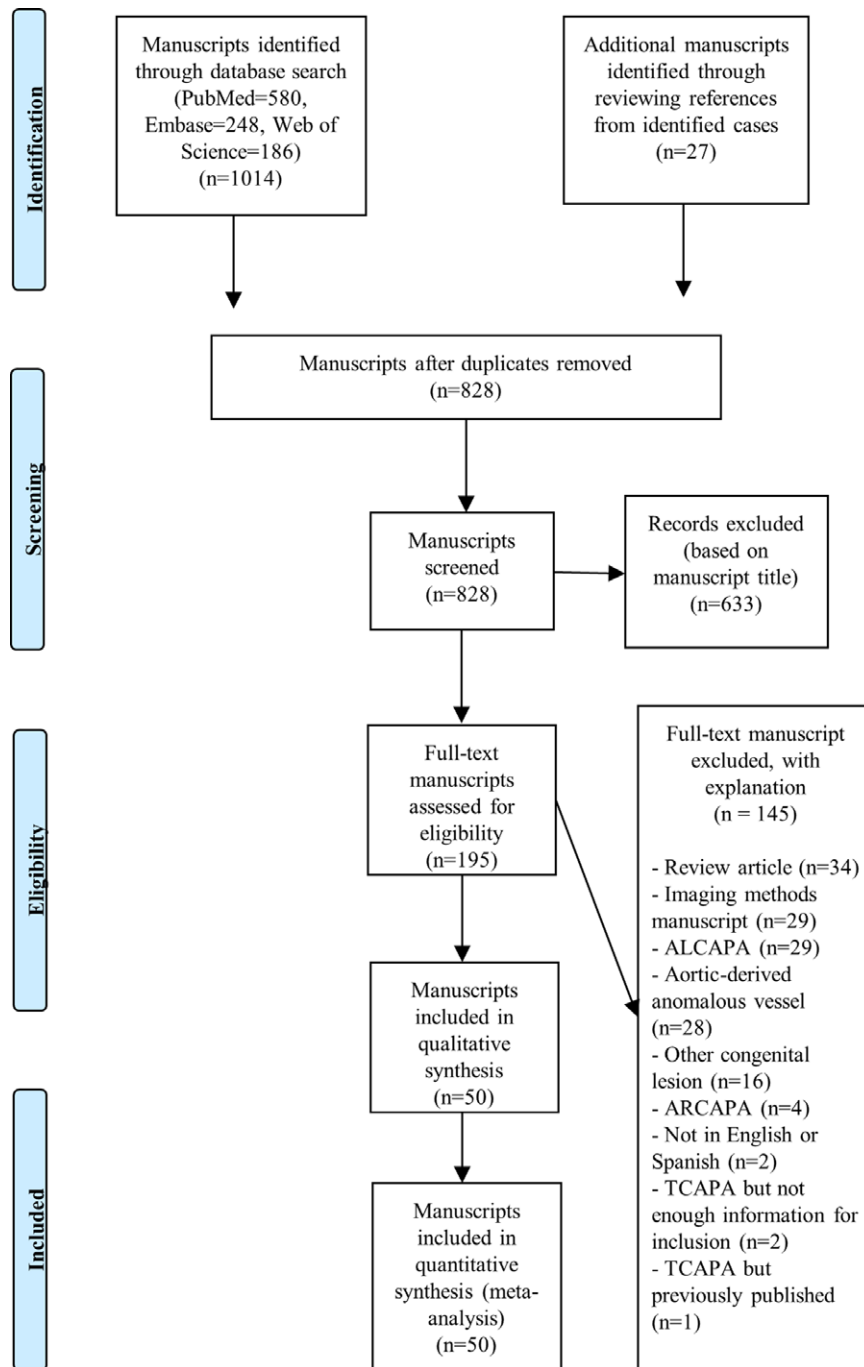 Identification
Manuscripts identified
through database search
(PubMed=580,
Embase=248, Web of
Science=186)
(n=1014)
Additional manuscripts
identified through
reviewing references
from identified cases
(n=27)
Screening
Manuscripts after duplicates removed
(n=828)
Manuscripts
screened
(n=828)
Records excluded
(based on
manuscript title)
(n=633)
Eligibility
Full-text
manuscripts
assessed for
eligibility
(n=195)
Full-text manuscript
excluded, with
explanation
(n = 145)
- Review article (n=34)
- Imaging methods
manuscript (n=29)
- ALCAPA (n=29)
- Aortic-derived
anomalous vessel
(n=28)
- Other congenital
lesion (n=16)
- ARCAPA (n=4)
- Not in English or
Spanish (n=2)
- TCAPA but not
enough information for
inclusion (n=2)
- TCAPA but
previously published
(n=1)
Manuscripts
included in
qualitative
synthesis
(n=50)
Included
Manuscripts
included in
quantitative
synthesis (meta-
analysis)
(n=50)